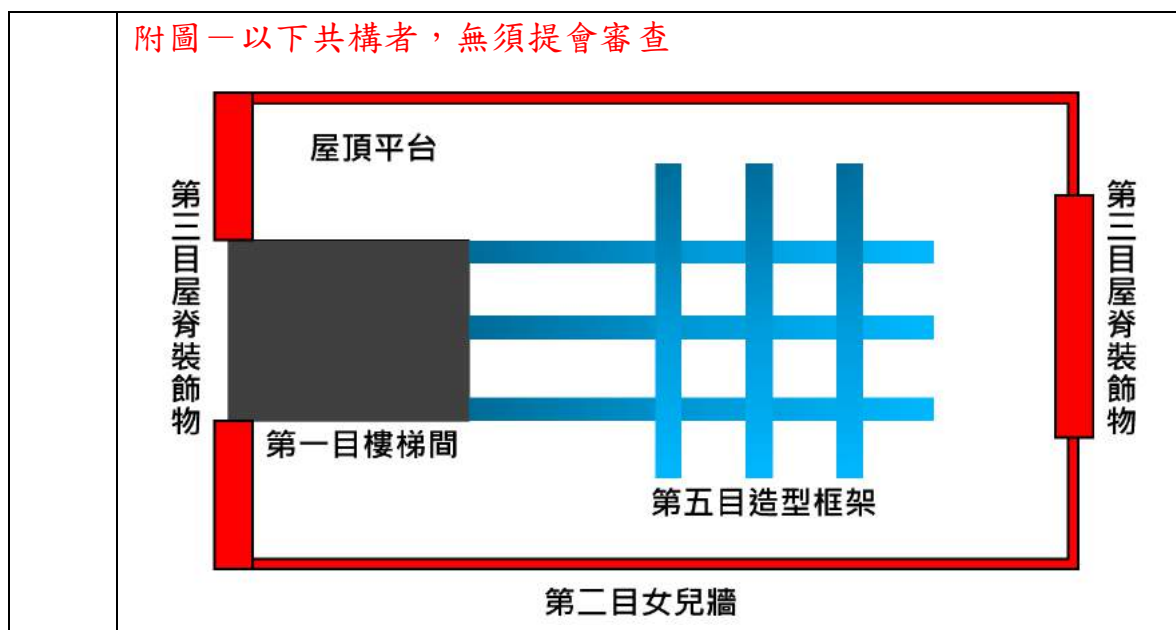 附圖－以下共構者，無須提會審查
屋頂平台
第三目屋脊裝飾物
第三目屋脊裝飾物
第一目樓梯間
第五目造型框架
第二目女兒牆